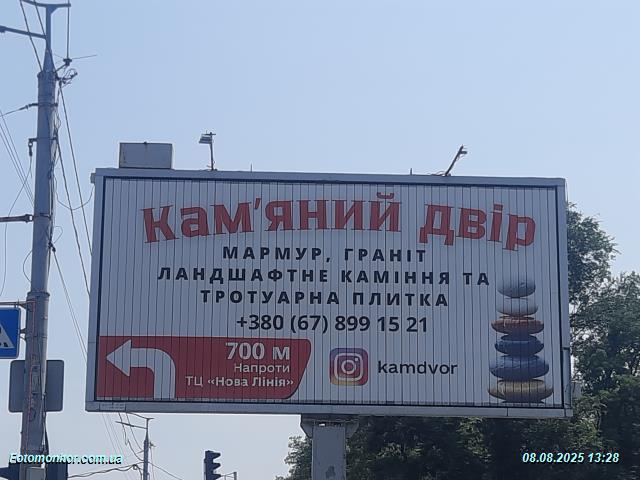 Кам'яний двір
МАРМУР, ГРАНІТ
ЛАНДШАФТНЕ КАМІННЯ ТА
ТРОТУАРНА ПЛИТКА
+380 (67) 899 15 21
700 м
Напроти
ТЦ «Нова Лінія»
kamdvor
Fotomonhor.com.ua
08.08.2025 13:28